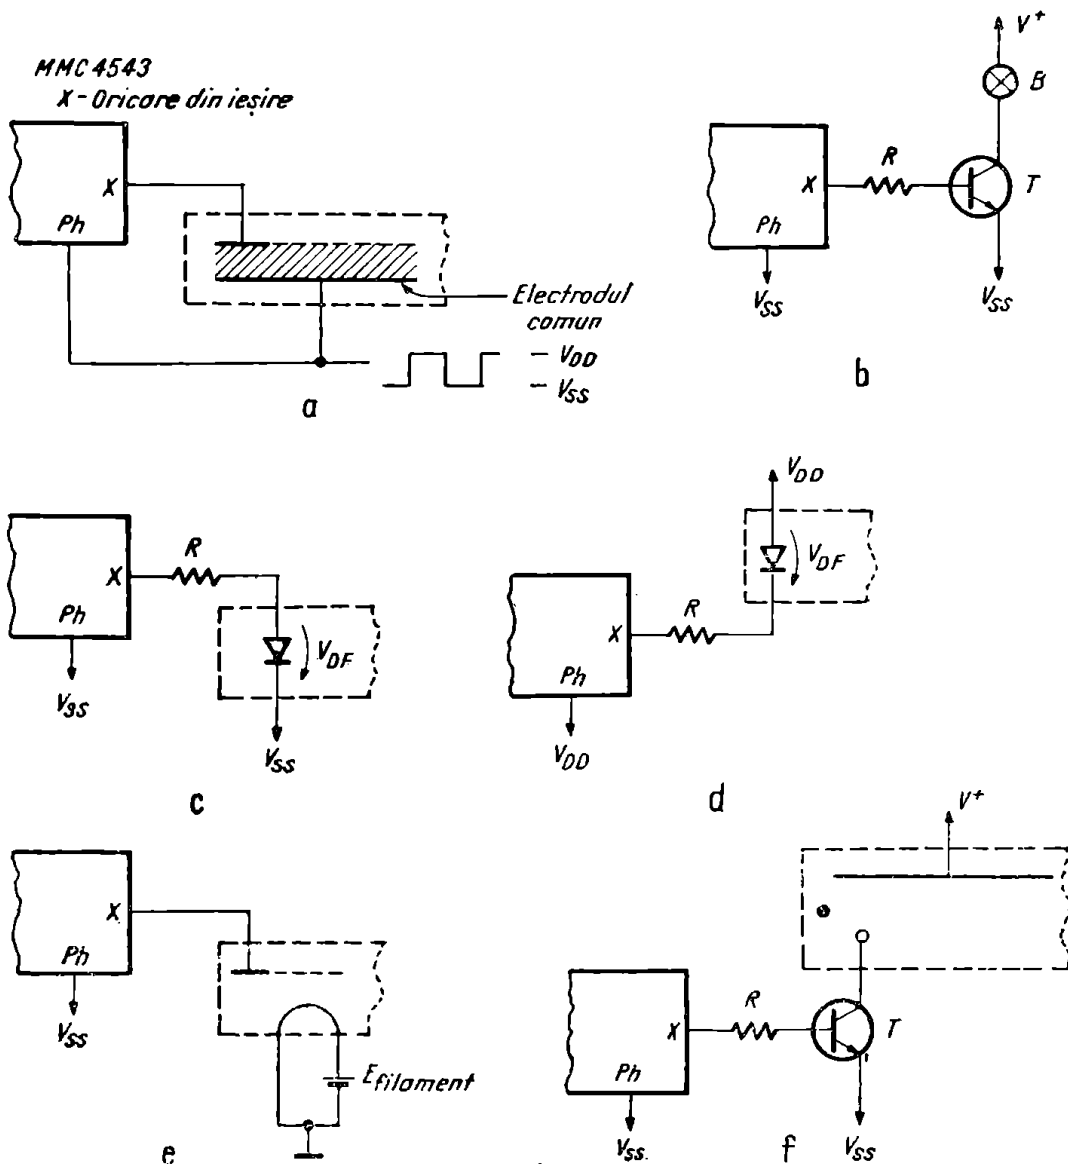 MMC 4543
X - Oricare din ieșire
X
Ph
Electrodul
comun
V_DD
V_SS
a
V+
B
R
X
T
Ph
V_SS
V_SS
b
R
X
Ph
V_DF
V_SS
V_SS
c
V_DD
V_DF
R
X
Ph
V_DD
d
X
Ph
V_SS
E filament
e
V+
R
X
T
Ph
V_SS.
V_SS
f